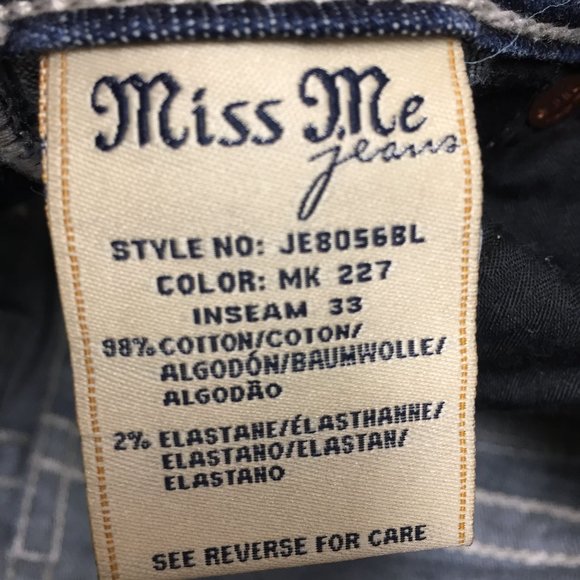 Miss Me
jeans
STYLE NO: JE8056BL
COLOR: MK 227
INSEAM 33
98% COTTON/COTON/
ALGODÓN/BAUMWOLLE/
ALGODÃO
2% ELASTANE/ÉLASTHANNE/
ELASTANO/ELASTAN/
ELASTANO
SEE REVERSE FOR CARE